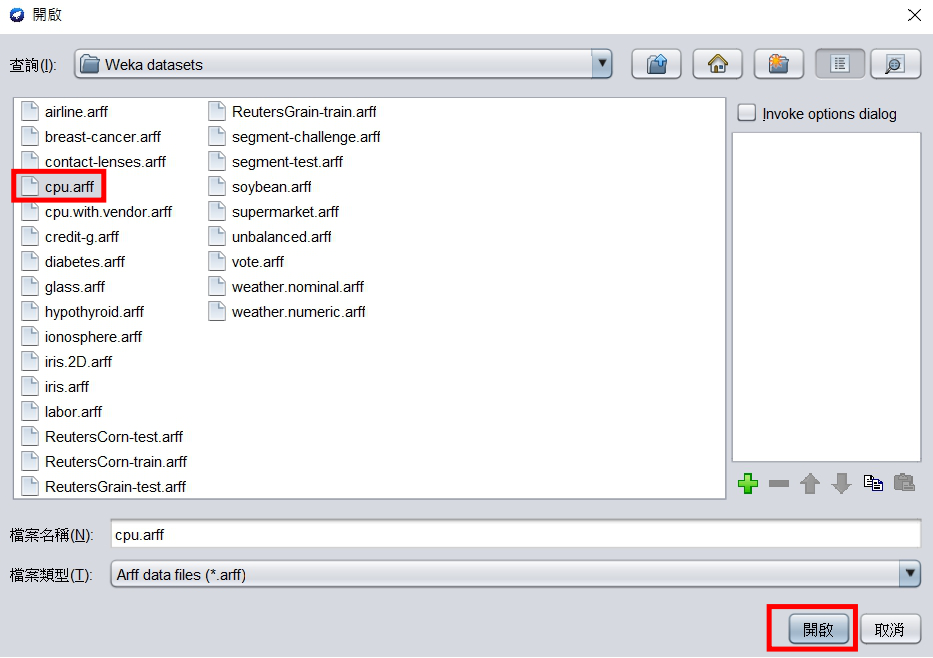 開啟
查詢(I):
Weka datasets
airline.arff
breast-cancer.arff
contact-lenses.arff
cpu.arff
cpu.with.vendor.arff
credit-g.arff
diabetes.arff
glass.arff
hypothyroid.arff
ionosphere.arff
iris.2D.arff
iris.arff
labor.arff
ReutersCorn-test.arff
ReutersCorn-train.arff
ReutersGrain-test.arff
ReutersGrain-train.arff
segment-challenge.arff
segment-test.arff
soybean.arff
supermarket.arff
unbalanced.arff
vote.arff
weather.nominal.arff
weather.numeric.arff
Invoke options dialog
檔案名稱(N):
cpu.arff
檔案類型(T):
Arff data files (*.arff)
開啟
取消